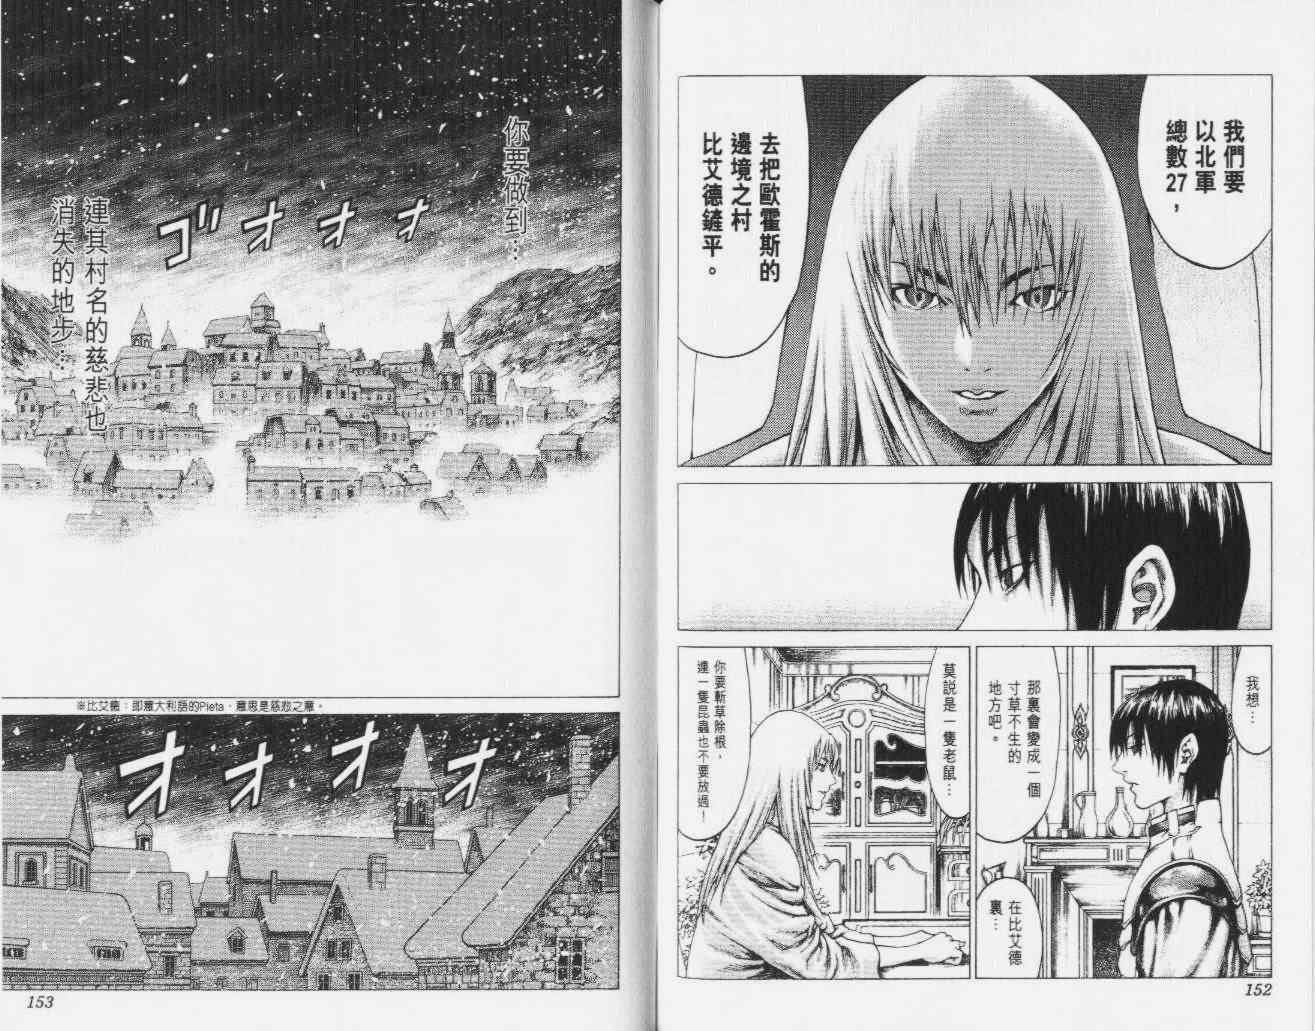 我們要
以北軍
總數27，
去把歐霍斯的
邊境之村
比艾德鏟平。
我想…
那裏會變成一個
寸草不生的
地方吧。
在比艾德
裏…
莫說是一隻老鼠…
你要斬草除根，
連一隻昆蟲也不要放過！
152
你要做到…
連其村名的慈悲也
消失的地步…
ゴオオオ
※比艾德：即意大利語的Pieta，意思是慈悲之意。
オオオオ
153